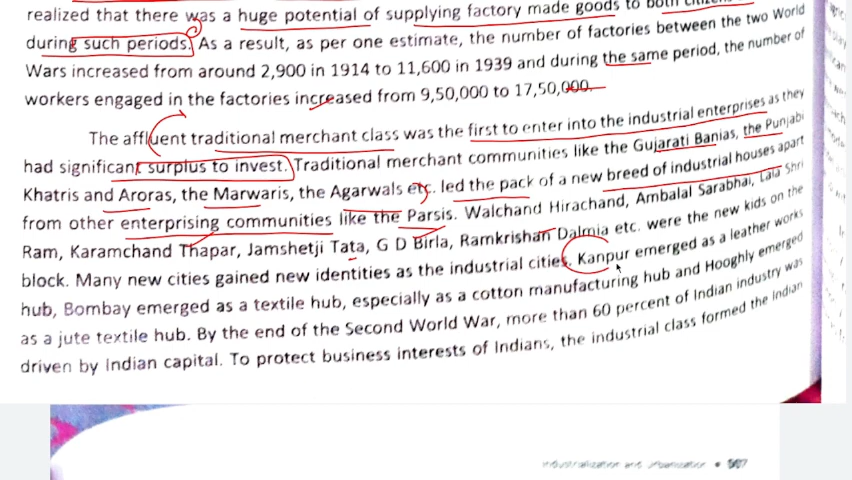 realized that there was a huge potential of supplying factory made goods to both
during such periods. As a result, as per one estimate, the number of factories between the two World
Wars increased from around 2,900 in 1914 to 11,600 in 1939 and during the same period, the number of
workers engaged in the factories increased from 9,50,000 to 17,50,000.
The affluent traditional merchant class was the first to enter into the industrial enterprises as they
had significant surplus to invest. Traditional merchant communities like the Gujarati Banias, the Punjabi
Khatris and Aroras, the Marwaris, the Agarwals etc. led the pack of a new breed of industrial houses apart
from other enterprising communities like the Parsis. Walchand Hirachand, Ambalal Sarabhai, Lala Shri
Ram, Karamchand Thapar, Jamshetji Tata, G D Birla, Ramkrishan Dalmia etc. were the new kids on the
block. Many new cities gained new identities as the industrial cities. Kanpur emerged as a leather works
hub, Bombay emerged as a textile hub, especially as a cotton manufacturing hub and Hooghly emerged
as a jute textile hub. By the end of the Second World War, more than 60 percent of Indian industry was
driven by Indian capital. To protect business interests of Indians, the industrial class formed the Indian
Industrialization and Urbanization •